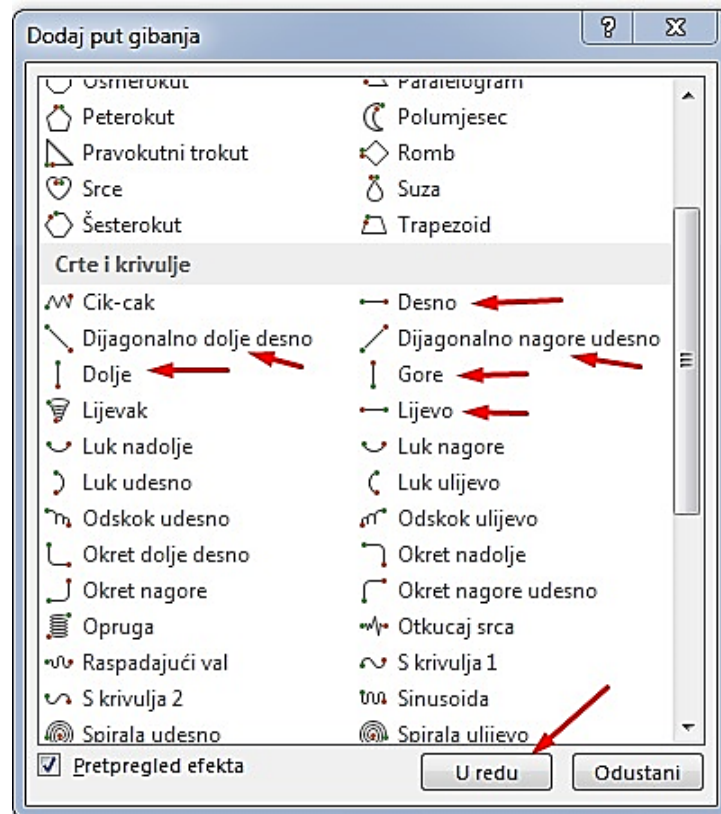 Dodaj put gibanja
Osmerokut Paralelogram
Peterokut Polumjesec
Pravokutni trokut Romb
Srce Suza
Šesterokut Trapezoid
Crte i krivulje
Cik-cak Desno
Dijagonalno dolje desno Dijagonalno nagore udesno
Dolje Gore
Lijevak Lijevo
Luk nadolje Luk nagore
Luk udesno Luk ulijevo
Odskok udesno Odskok ulijevo
Okret dolje desno Okret nadolje
Okret nagore Okret nagore udesno
Opruga Otkucaj srca
Raspadajući val S krivulja 1
S krivulja 2 Sinusoida
Spirala udesno Spirala ulijevo
Pretpregled efekta U redu Odustani